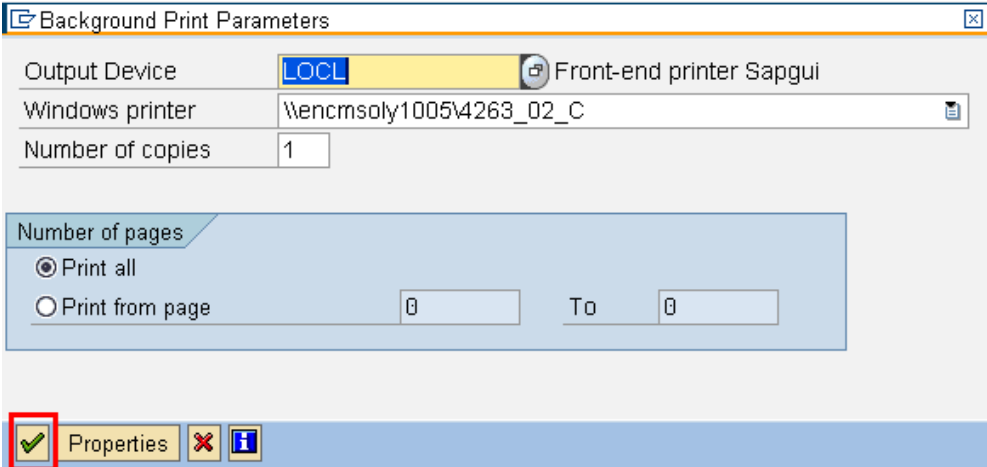 Background Print Parameters
Output Device LOCL Front-end printer Sapgui
Windows printer \\encmsoly1005\4263_02_C
Number of copies 1
Number of pages
Print all
Print from page 0 To 0
Properties